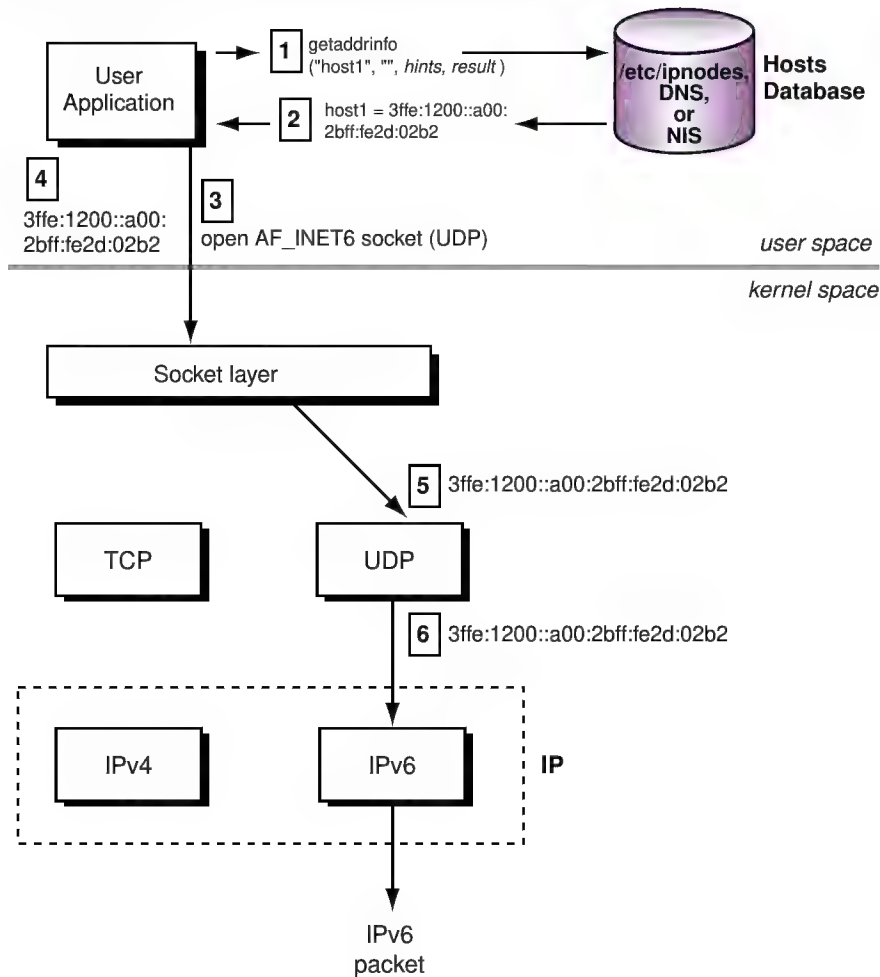 User
Application
1
getaddrinfo
("host1", "", hints, result )
/etc/ipnodes,
DNS,
or
NIS
Hosts
Database
2
host1 = 3ffe:1200::a00:
2bff:fe2d:02b2
4
3ffe:1200::a00:
2bff:fe2d:02b2
3
open AF_INET6 socket (UDP)
user space
kernel space
Socket layer
5
3ffe:1200::a00:2bff:fe2d:02b2
TCP
UDP
6
3ffe:1200::a00:2bff:fe2d:02b2
IPv4
IPv6
IP
IPv6
packet